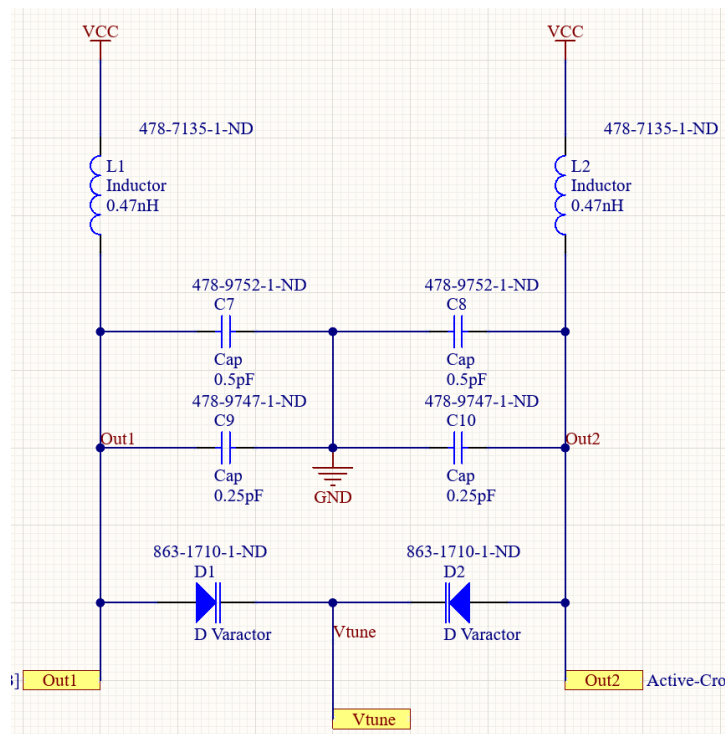 VCC
VCC
478-7135-1-ND
478-7135-1-ND
L1
Inductor
0.47nH
L2
Inductor
0.47nH
478-9752-1-ND
C7
Cap
0.5pF
478-9752-1-ND
C8
Cap
0.5pF
478-9747-1-ND
C9
Cap
0.25pF
478-9747-1-ND
C10
Cap
0.25pF
Out1
Out2
GND
863-1710-1-ND
D1
D Varactor
863-1710-1-ND
D2
D Varactor
Vtune
Out1
Out2
Active-Cro
Vtune